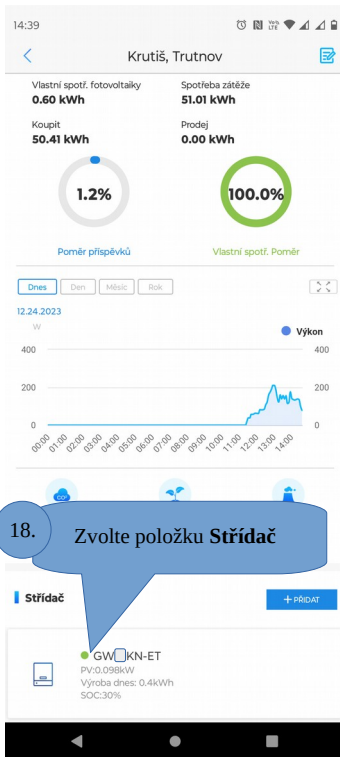 14:39
VoWifi LTE
Krutiš, Trutnov
Vlastní spotř. fotovoltaiky
Spotřeba zátěže
0.60 kWh
51.01 kWh
Koupit
Prodej
50.41 kWh
0.00 kWh
1.2%
100.0%
Poměr příspěvků
Vlastní spotř. Poměr
Dnes
Den
Měsíc
Rok
12.24.2023
W
Výkon
400
400
200
200
0
0
00:00 01:00 02:00 03:00 04:00 05:00 06:00 07:00 08:00 09:00 10:00 11:00 12:00 13:00 14:00
CO²
18.
Zvolte položku Střídač
Střídač
+ PŘIDAT
GW KN-ET
PV:0.098kW
Výroba dnes: 0.4kWh
SOC:30%